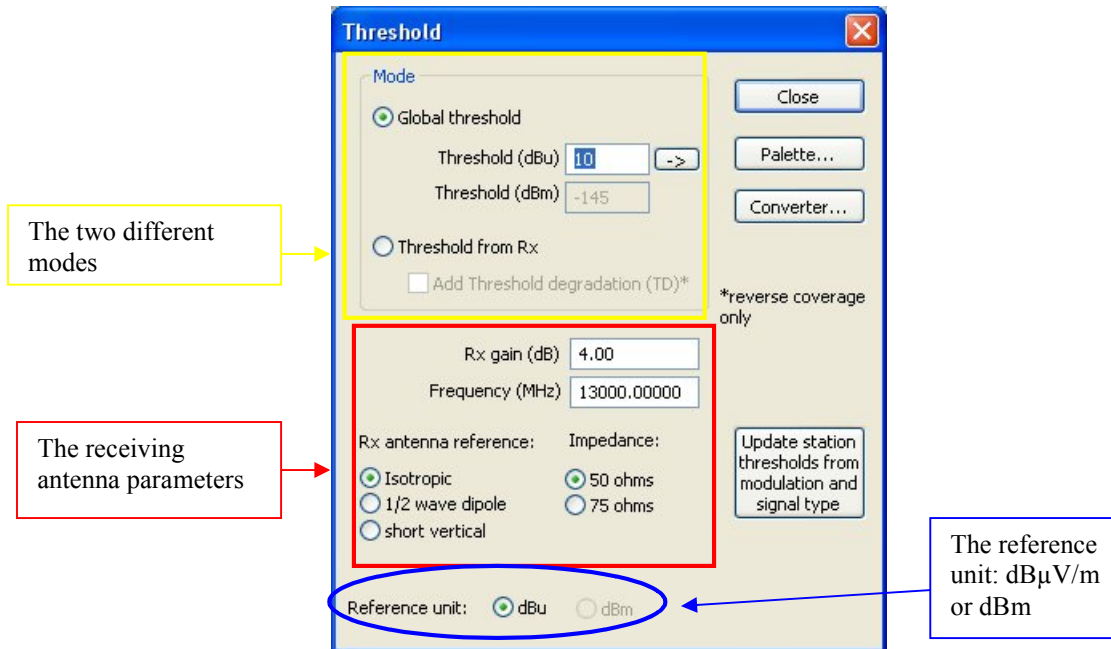 Threshold
Mode
Global threshold
Threshold (dBu) 10 ->
Threshold (dBm) -145
Threshold from Rx
Add Threshold degradation (TD)*
Close
Palette...
Converter...
*reverse coverage
only
The two different
modes
Rx gain (dB) 4.00
Frequency (MHz) 13000.00000
Rx antenna reference:
Isotropic
1/2 wave dipole
short vertical
Impedance:
50 ohms
75 ohms
Update station
thresholds from
modulation and
signal type
The receiving
antenna parameters
Reference unit: dBu dBm
The reference
unit: dBµV/m
or dBm